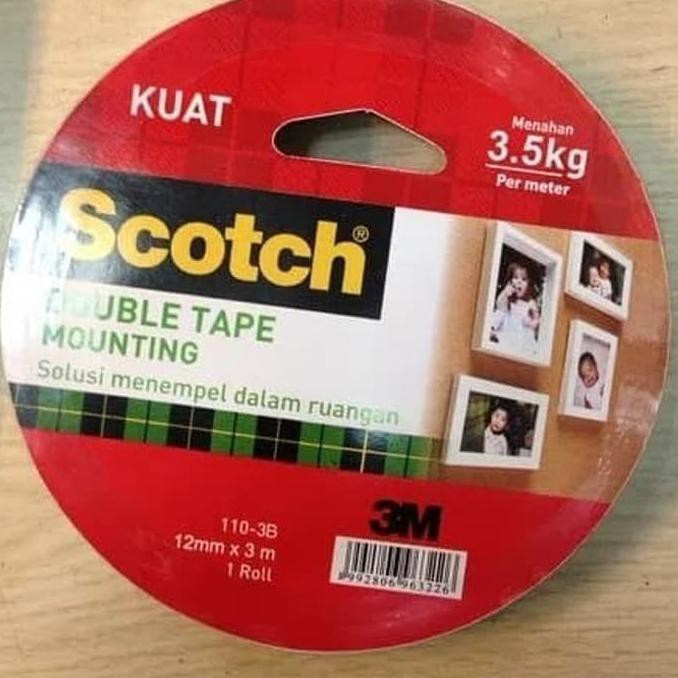 KUAT
Menahan
3.5kg
Per meter
Scotch®
DOUBLE TAPE
MOUNTING
Solusi menempel dalam ruangan
3M
110-3B
12mm x 3 m
1 Roll
8992806963226